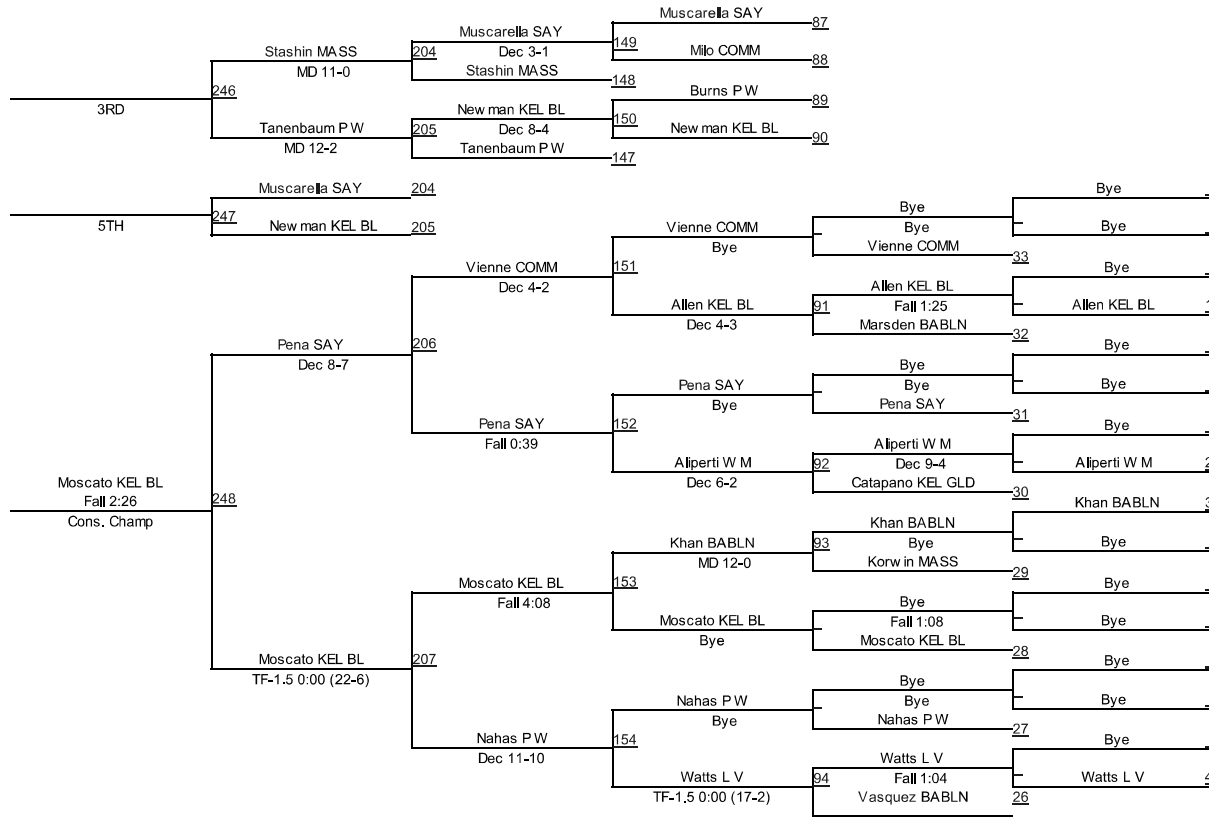 Muscarella SAY
87
Muscarella SAY
149
Stashin MASS
204
Dec 3-1
Milo COMM
88
MD 11-0
Stashin MASS
148
246
3RD
Burns P W
89
New man KEL BL
150
Tanenbaum P W
205
Dec 8-4
New man KEL BL
90
MD 12-2
Tanenbaum P W
147
Muscarella SAY
204
Bye
247
5TH
New man KEL BL
205
Bye
Vienne COMM
Bye
Bye
Bye
Vienne COMM
33
Vienne COMM
151
Bye
Dec 4-2
Allen KEL BL
Allen KEL BL
91
Fall 1:25
Allen KEL BL
1
Dec 4-3
Marsden BABLN
32
Pena SAY
206
Bye
Dec 8-7
Bye
Pena SAY
Bye
Bye
Bye
Pena SAY
31
Pena SAY
152
Bye
Fall 0:39
Aliperti W M
Aliperti W M
92
Dec 9-4
Aliperti W M
2
Dec 6-2
Catapano KEL GLD
30
Moscato KEL BL
Fall 2:26
248
Cons. Champ
Khan BABLN
3
Khan BABLN
Khan BABLN
93
Bye
Bye
MD 12-0
Korw in MASS
29
Moscato KEL BL
153
Bye
Fall 4:08
Bye
Moscato KEL BL
Fall 1:08
Bye
Bye
Moscato KEL BL
28
Moscato KEL BL
207
Bye
TF-1.5 0:00 (22-6)
Bye
Nahas P W
Bye
Bye
Bye
Nahas P W
27
Nahas P W
154
Bye
Dec 11-10
Watts L V
Watts L V
94
Fall 1:04
Watts L V
4
TF-1.5 0:00 (17-2)
Vasquez BABLN
26